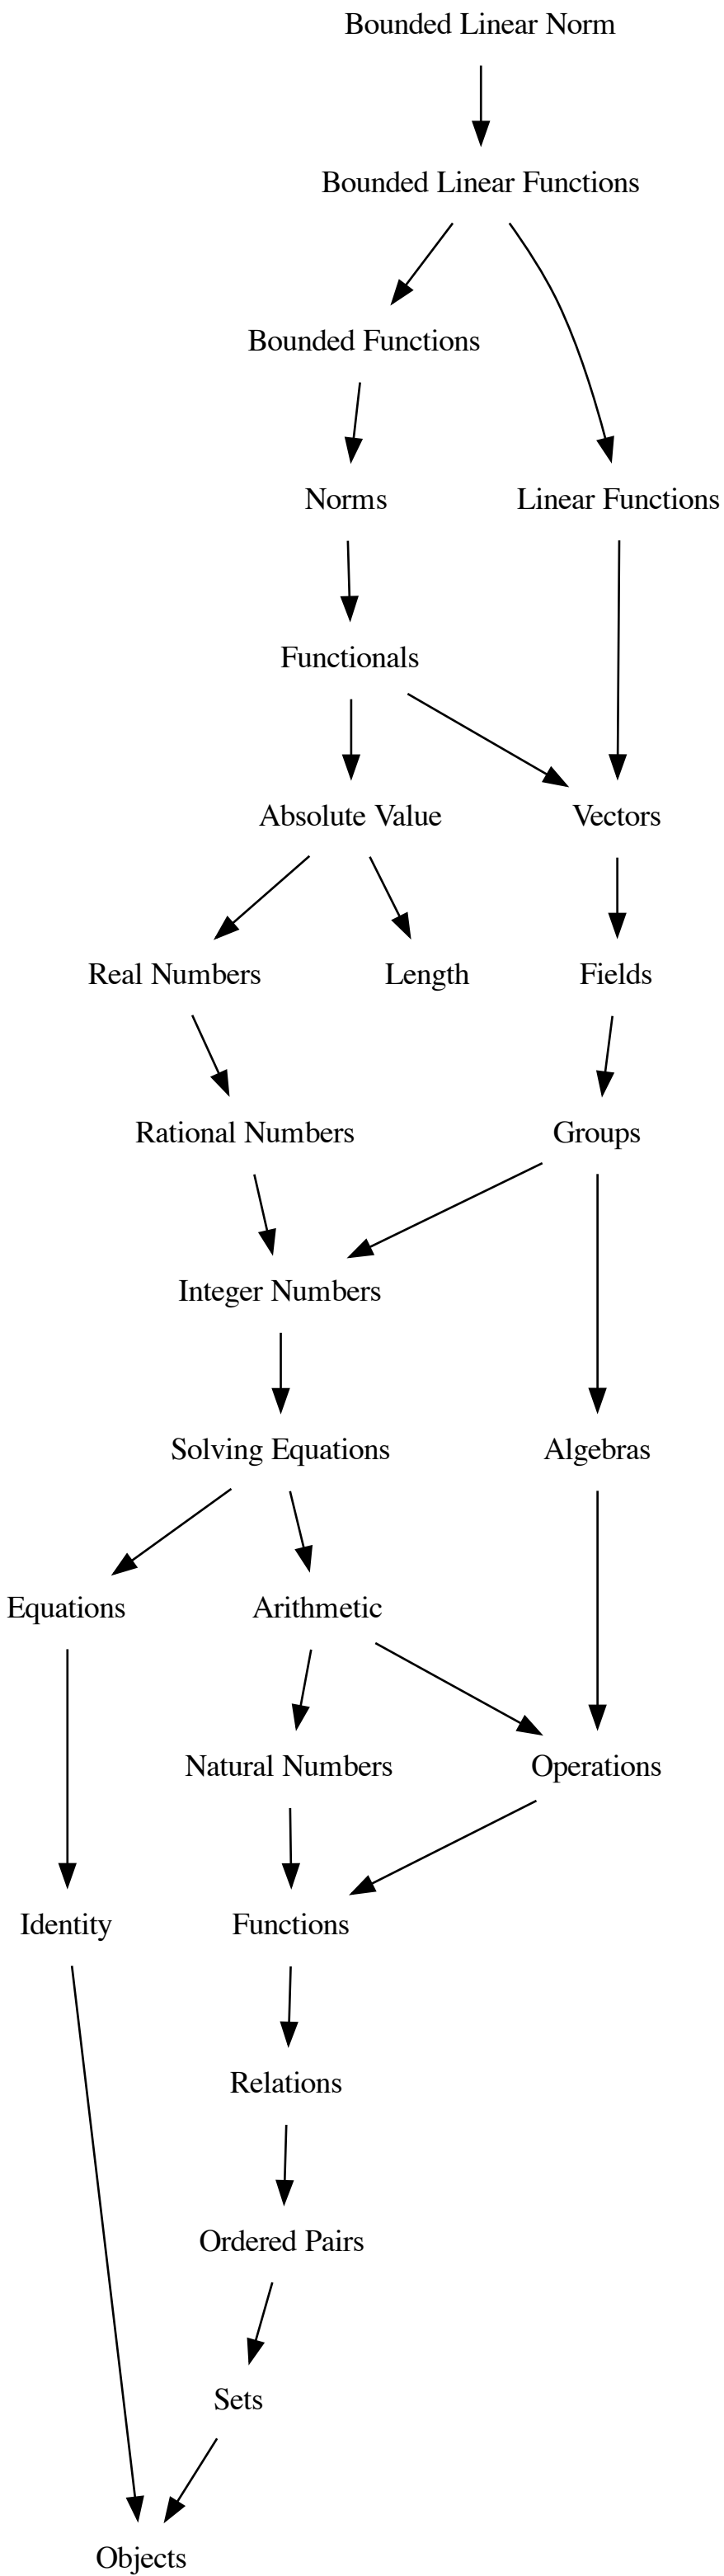 Bounded Linear Norm
Bounded Linear Functions
Bounded Functions
Norms
Linear Functions
Functionals
Absolute Value
Vectors
Real Numbers
Length
Fields
Rational Numbers
Groups
Integer Numbers
Solving Equations
Algebras
Equations
Arithmetic
Natural Numbers
Operations
Identity
Functions
Relations
Ordered Pairs
Sets
Objects